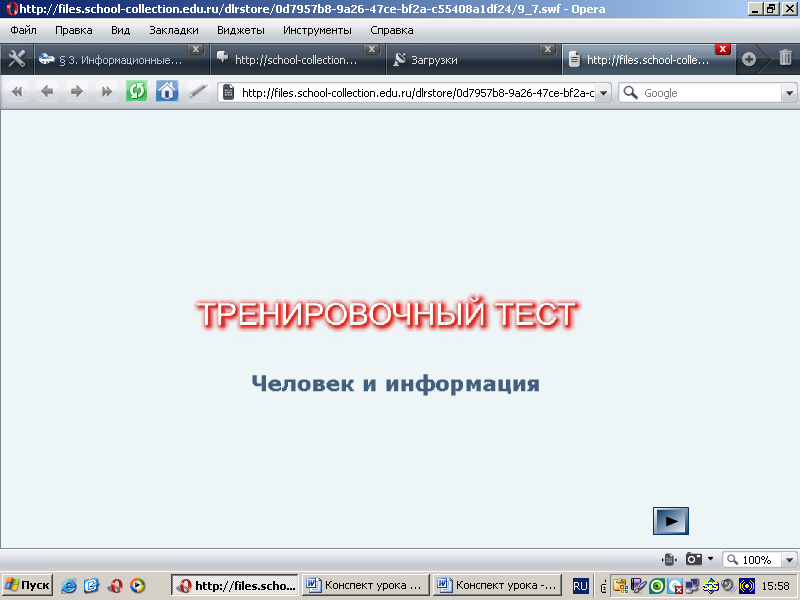 http://files.school-collection.edu.ru/dlrstore/0d7957b8-9a26-47ce-bf2a-c55408a1df24/9_7.swf - Opera
Файл Правка Вид Закладки Виджеты Инструменты Справка
§ 3. Информационные... http://school-collection... Загрузки http://files.school-colle...
http://files.school-collection.edu.ru/dlrstore/0d7957b8-9a26-47ce-bf2a-c Google
ТРЕНИРОВОЧНЫЙ ТЕСТ
Человек и информация
100%
Пуск http://files.scho... Конспект урока ... Конспект урока -... RU 15:58